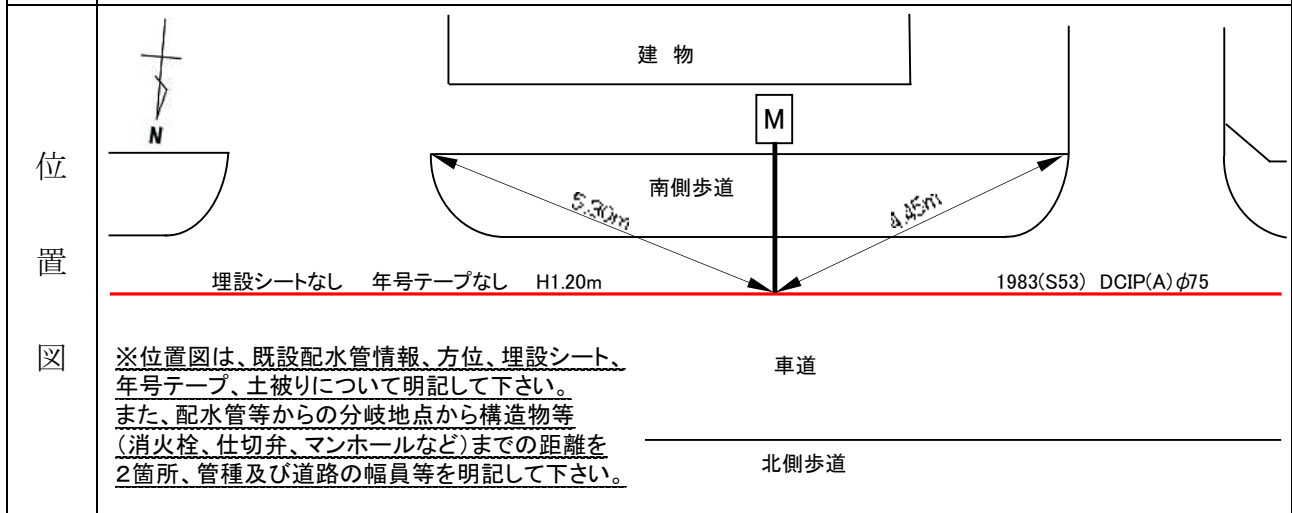 位置図
建 物
N
M
南側歩道
5.30m
4.45m
埋設シートなし 年号テープなし H1.20m
1983(S53) DCIP(A)φ75
※位置図は、既設配水管情報、方位、埋設シート、
年号テープ、土被りについて明記して下さい。
また、配水管等からの分岐地点から構造物等
（消火栓、仕切弁、マンホールなど）までの距離を
２箇所、管種及び道路の幅員等を明記して下さい。
車道
北側歩道